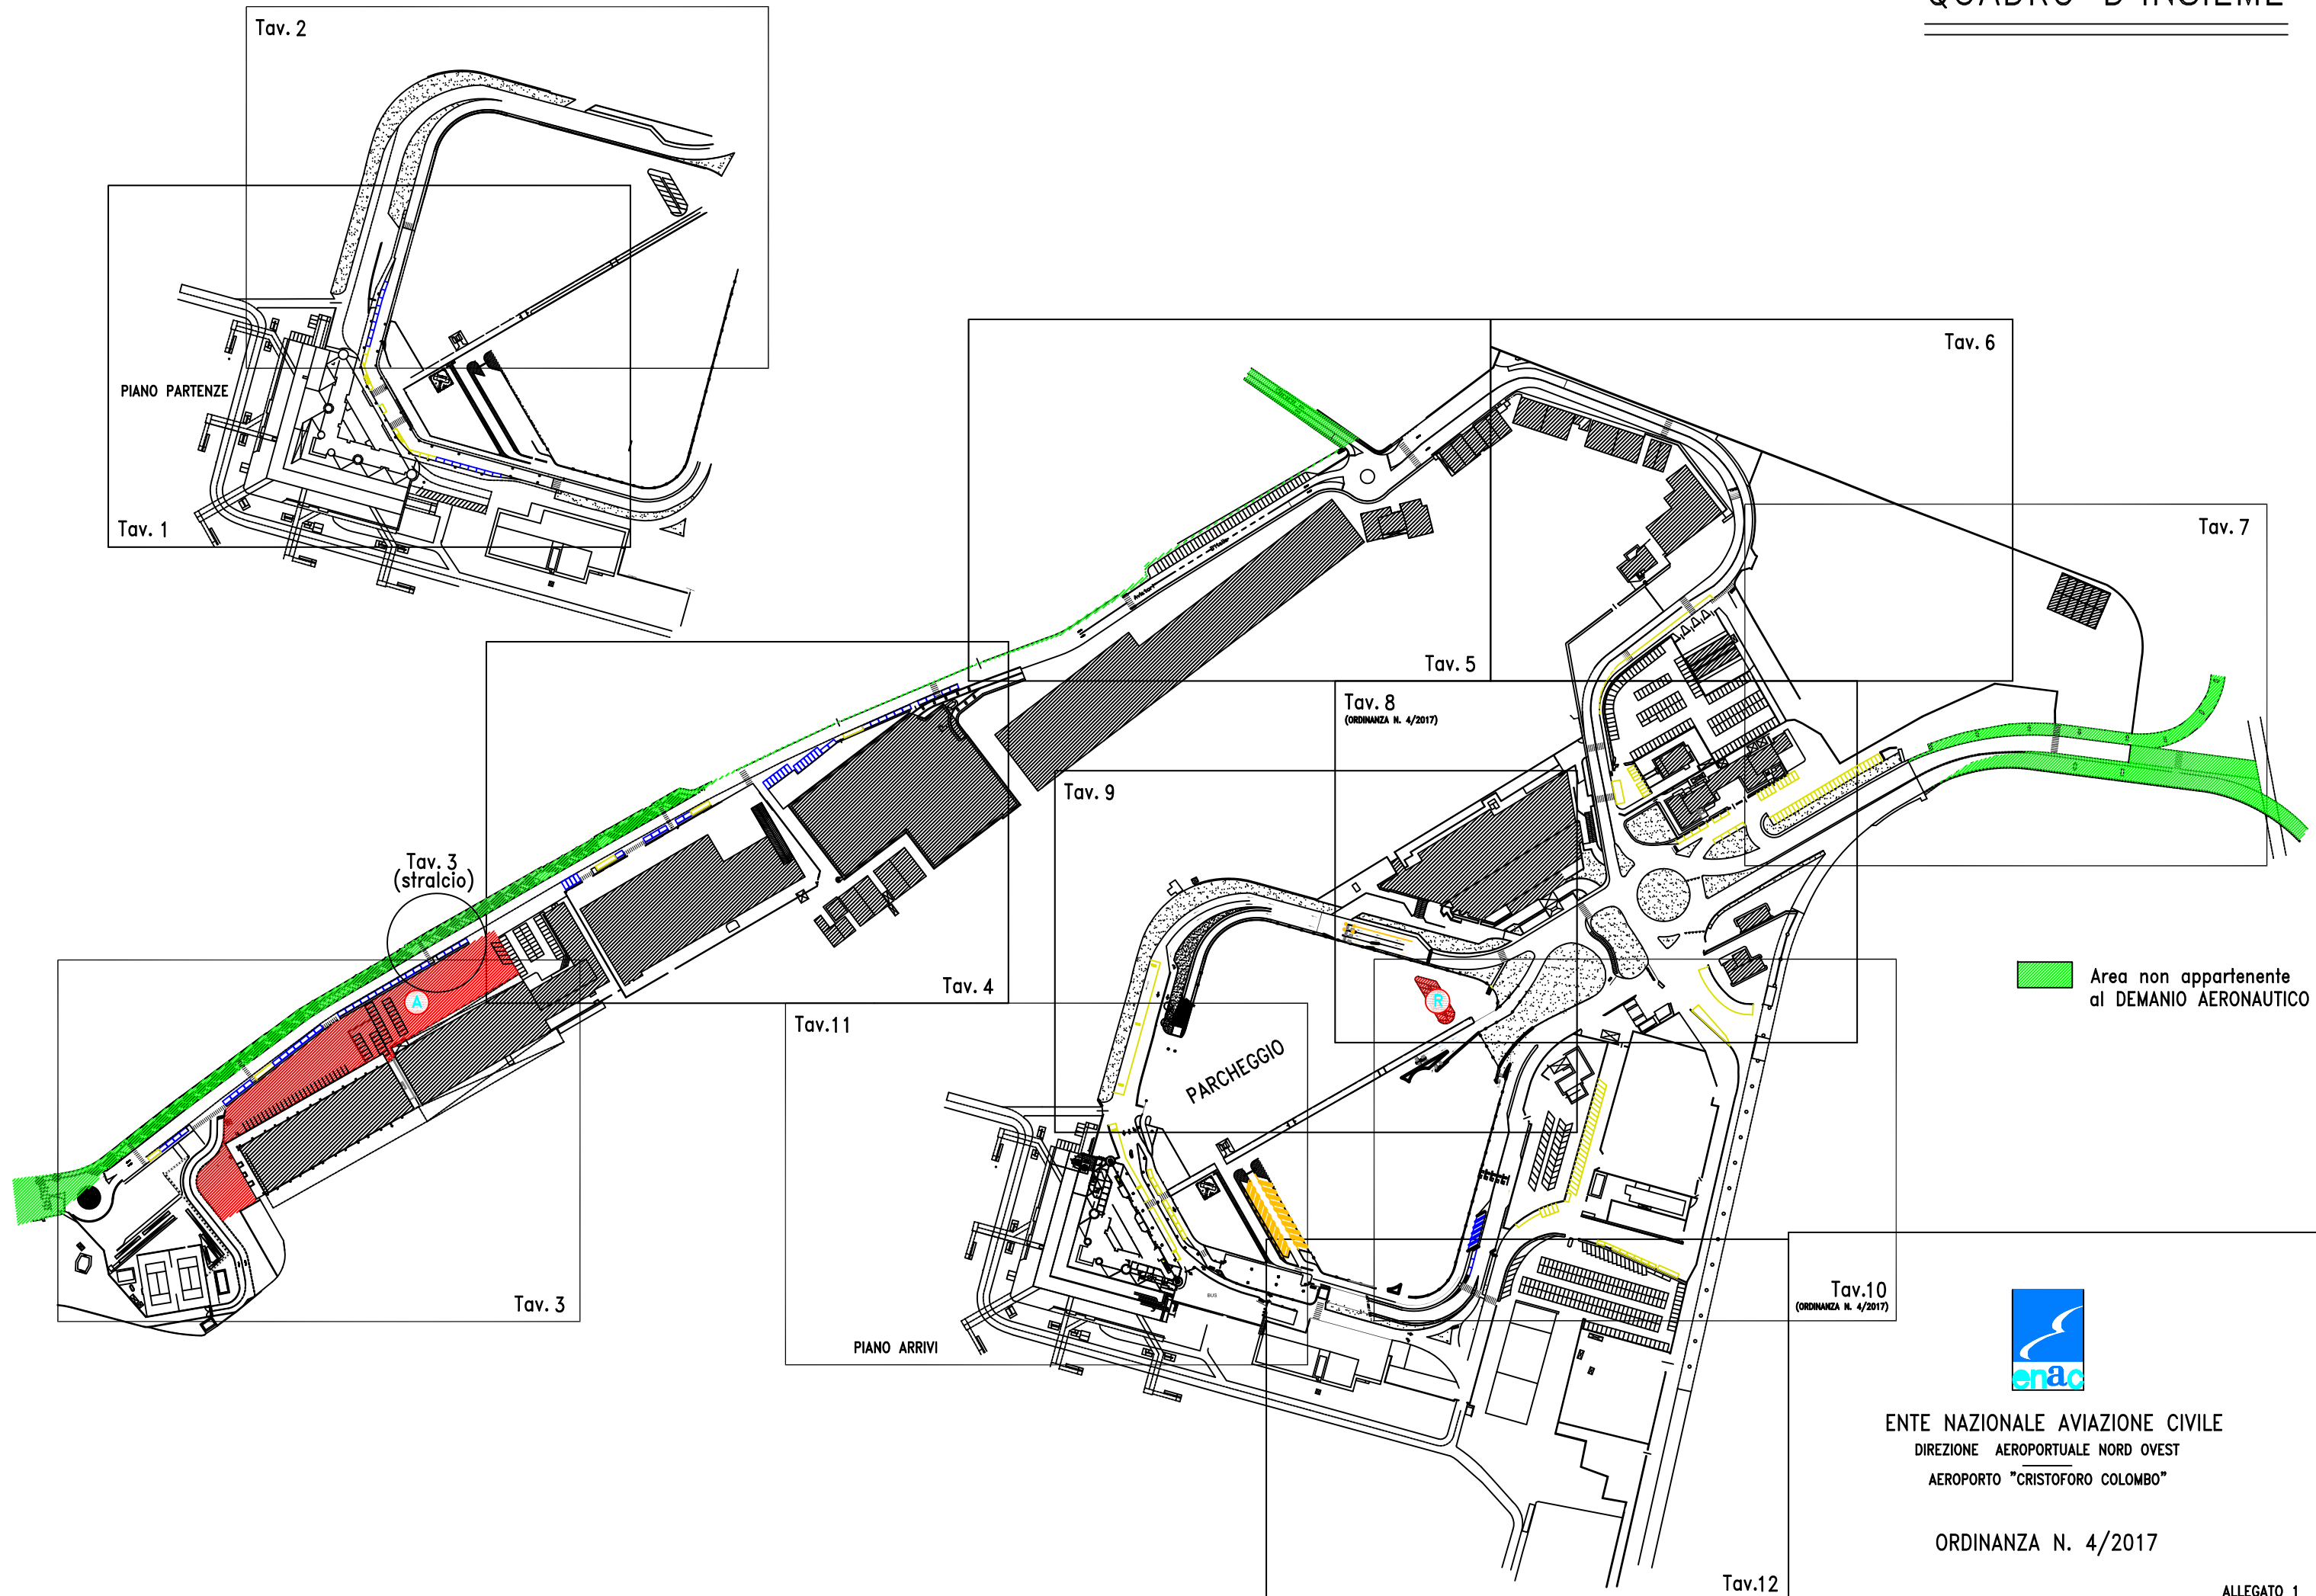 QUADRO D'INSIEME
Tav. 2
Tav. 6
PIANO PARTENZE
Tav. 1
Tav. 7
Tav. 5
Tav. 8
(ORDINANZA N. 4/2017)
Tav. 9
Tav. 3
(stralcio)
Tav. 4
A
R
Area non appartenente
al DEMANIO AERONAUTICO
Tav.11
PARCHEGGIO
Tav. 3
Tav.10
(ORDINANZA N. 4/2017)
BUS
PIANO ARRIVI
enac
ENTE NAZIONALE AVIAZIONE CIVILE
DIREZIONE AEROPORTUALE NORD OVEST
AEROPORTO "CRISTOFORO COLOMBO"
ORDINANZA N. 4/2017
Tav.12
ALLEGATO 1